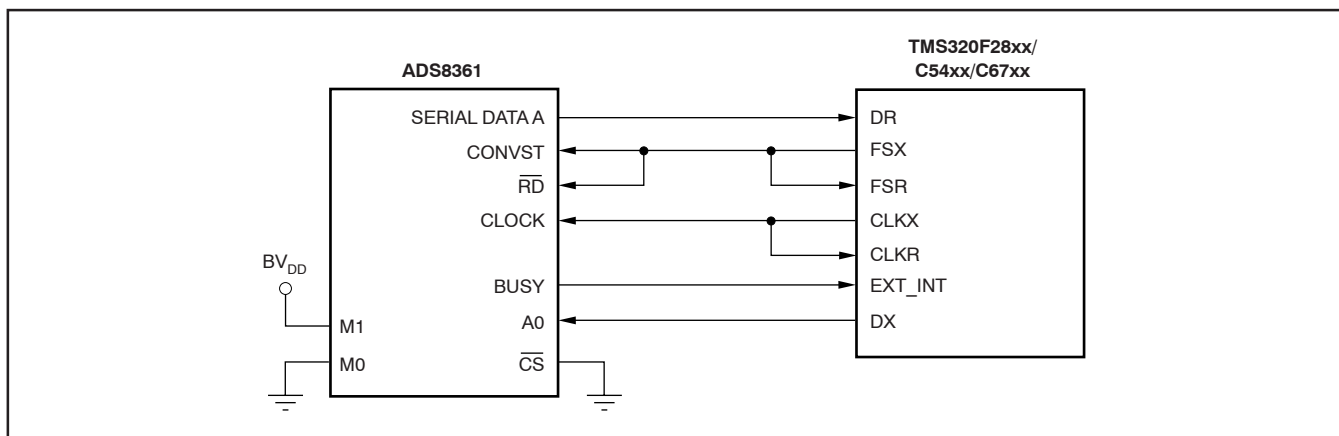 ADS8361
TMS320F28xx/
C54xx/C67xx
SERIAL DATA A
DR
CONVST
FSX
RD
FSR
CLOCK
CLKX
CLKR
BVDD
BUSY
EXT_INT
M1
A0
DX
M0
CS